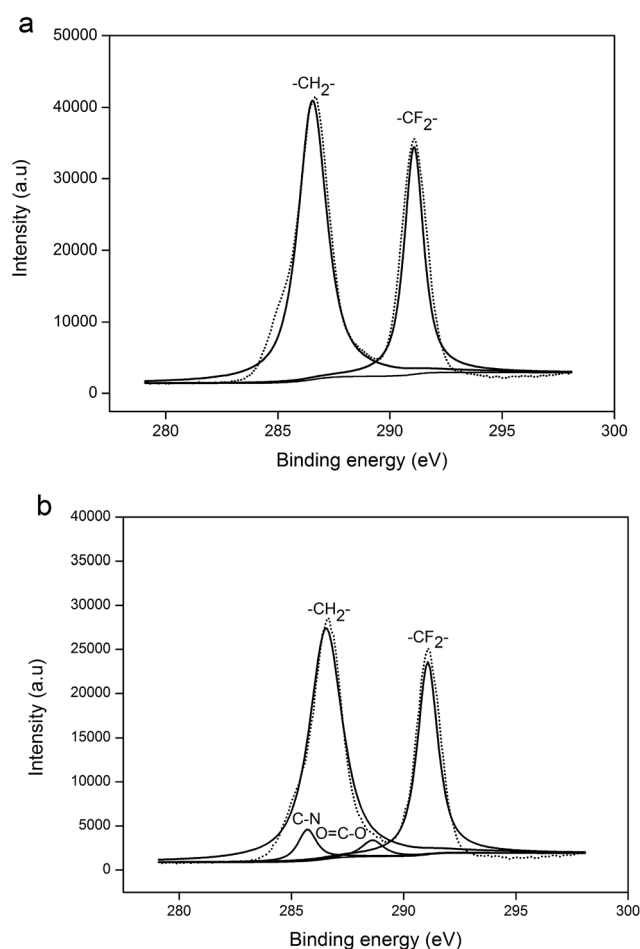 a
50000
40000
30000
20000
10000
0
Intensity (a.u)
-CH2-
-CF2-
280 285 290 295 300
Binding energy (eV)
b
40000
35000
30000
25000
20000
15000
10000
5000
0
Intensity (a.u)
-CH2-
-CF2-
C-N
O=C-O
280 285 290 295 300
Binding energy (eV)